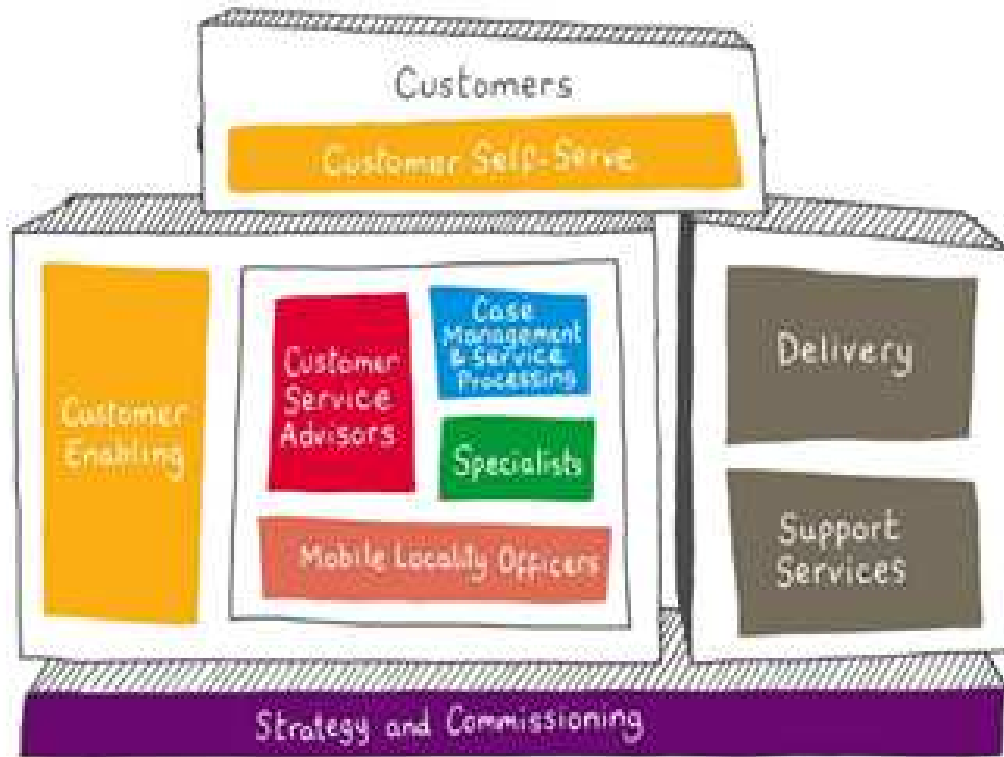 Customers
Customer Self-Serve
Customer
Enabling
Customer
Service
Advisors
Case
Management
& Service
Processing
Specialists
Mobile Locality Officers
Delivery
Support
Services
Strategy and Commissioning